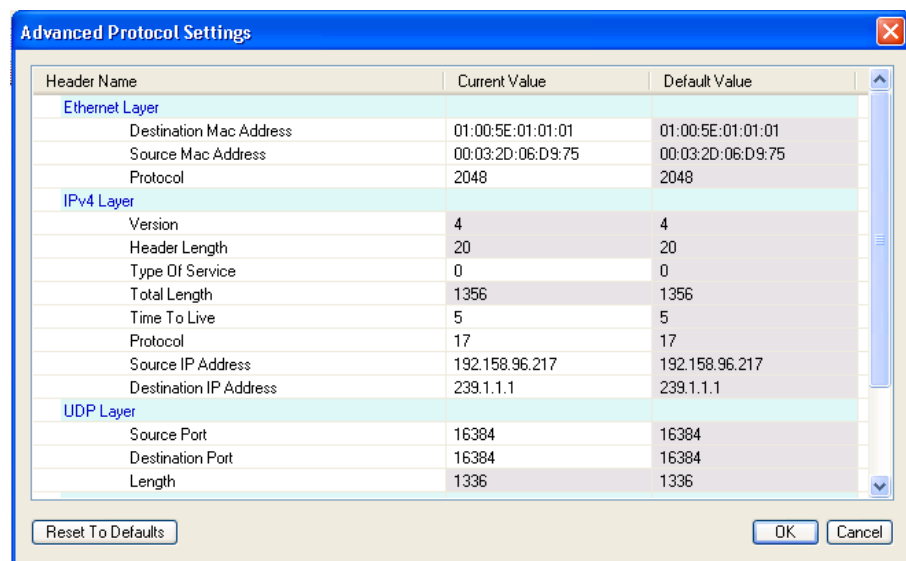 Advanced Protocol Settings
Header Name Current Value Default Value
Ethernet Layer
Destination Mac Address 01:00:5E:01:01:01 01:00:5E:01:01:01
Source Mac Address 00:03:2D:06:D9:75 00:03:2D:06:D9:75
Protocol 2048 2048
IPv4 Layer
Version 4 4
Header Length 20 20
Type Of Service 0 0
Total Length 1356 1356
Time To Live 5 5
Protocol 17 17
Source IP Address 192.158.96.217 192.158.96.217
Destination IP Address 239.1.1.1 239.1.1.1
UDP Layer
Source Port 16384 16384
Destination Port 16384 16384
Length 1336 1336
Reset To Defaults OK Cancel